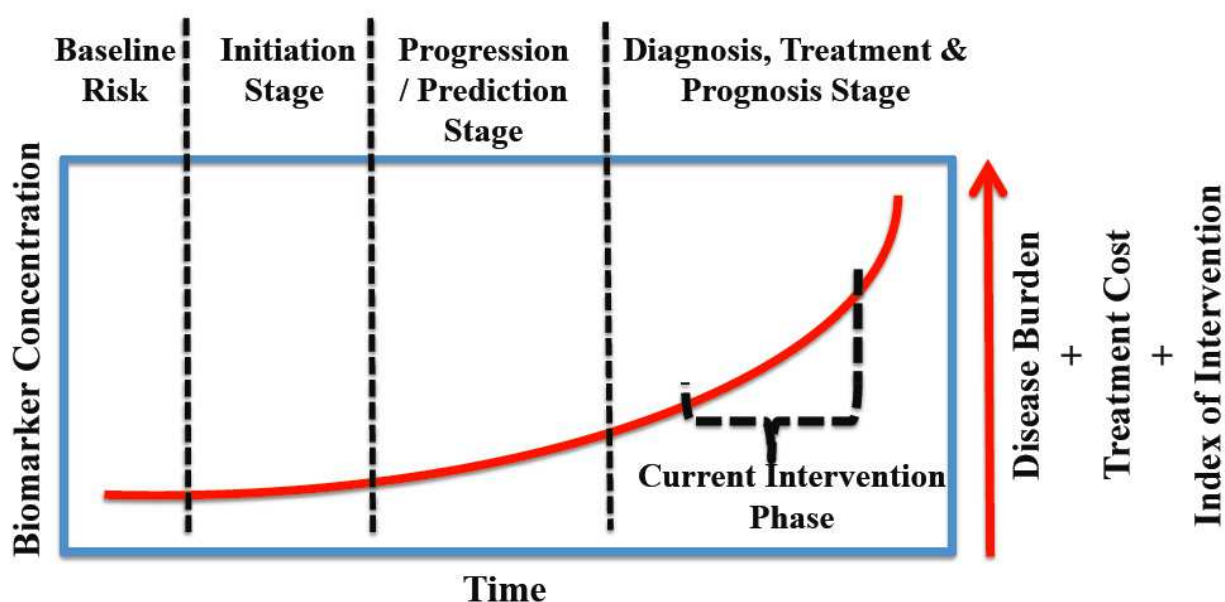 Baseline
Risk
Initiation
Stage
Progression
/ Prediction
Stage
Diagnosis, Treatment &
Prognosis Stage
Biomarker Concentration
Current Intervention
Phase
Time
Disease Burden
+
Treatment Cost
+
Index of Intervention